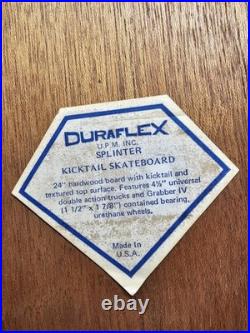 DURAFLEX
U.P.M. INC.
SPLINTER
KICKTAIL SKATEBOARD
24" hardwood board with kicktail and
textured top surface. Features 4⅛" universal
double action trucks and Grabber IV
(1 1/2" x 1 7/8") contained bearing,
urethane wheels.
Made In
U.S.A.